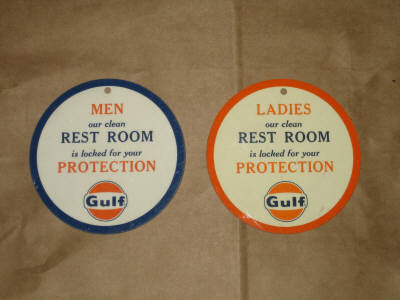 MEN
our clean
REST ROOM
is locked for your
PROTECTION
Gulf
LADIES
our clean
REST ROOM
is locked for your
PROTECTION
Gulf